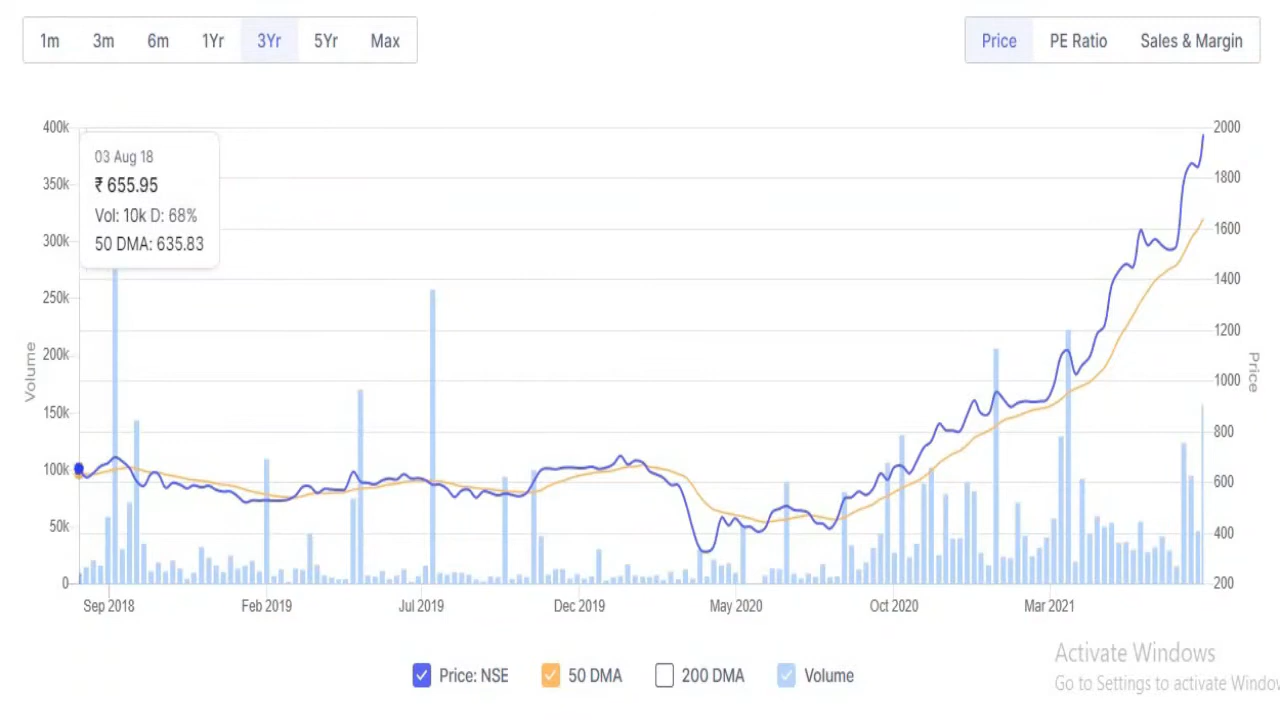 1m 3m 6m 1Yr 3Yr 5Yr Max
Price PE Ratio Sales & Margin
400k
350k
300k
250k
200k
150k
100k
50k
0
Volume
03 Aug 18
₹ 655.95
Vol: 10k D: 68%
50 DMA: 635.83
2000
1800
1600
1400
1200
1000
800
600
400
200
Price
Sep 2018 Feb 2019 Jul 2019 Dec 2019 May 2020 Oct 2020 Mar 2021
Price: NSE 50 DMA 200 DMA Volume
Activate Windows
Go to Settings to activate Window